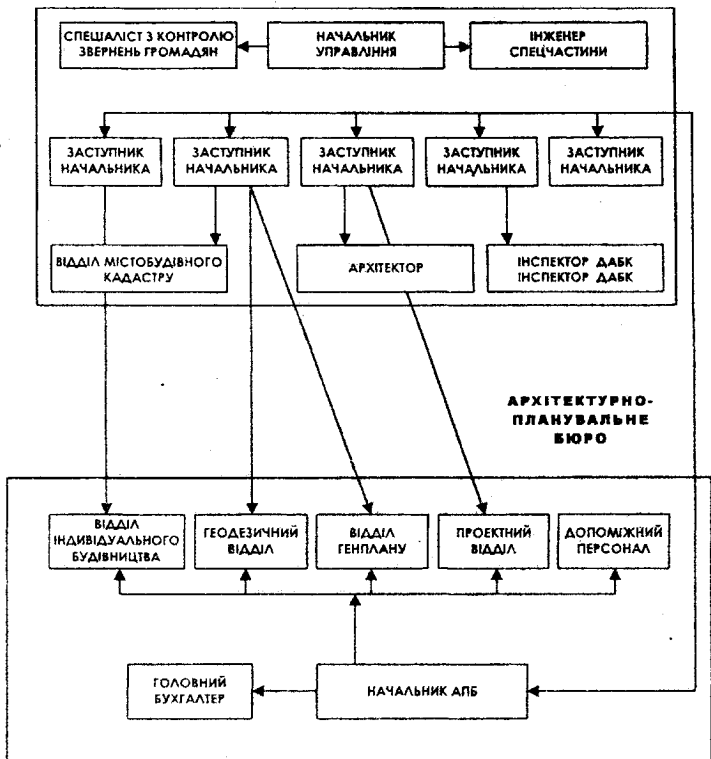 СПЕЦІАЛІСТ З КОНТРОЛЮ
ЗВЕРНЕНЬ ГРОМАДЯН
НАЧАЛЬНИК
УПРАВЛІННЯ
ІНЖЕНЕР
СПЕЦЧАСТИНИ
ЗАСТУПНИК
НАЧАЛЬНИКА
ЗАСТУПНИК
НАЧАЛЬНИКА
ЗАСТУПНИК
НАЧАЛЬНИКА
ЗАСТУПНИК
НАЧАЛЬНИКА
ЗАСТУПНИК
НАЧАЛЬНИКА
ВІДДІЛ МІСТОБУДІВНОГО
КАДАСТРУ
АРХІТЕКТОР
ІНСПЕКТОР ДАБК
ІНСПЕКТОР ДАБК
АРХІТЕКТУРНО-
ПЛАНУВАЛЬНЕ
БЮРО
ВІДДІЛ
ІНДИВІДУАЛЬНОГО
БУДІВНИЦТВА
ГЕОДЕЗИЧНИЙ
ВІДДІЛ
ВІДДІЛ
ГЕНПЛАНУ
ПРОЕКТНИЙ
ВІДДІЛ
ДОПОМІЖНИЙ
ПЕРСОНАЛ
ГОЛОВНИЙ
БУХГАЛТЕР
НАЧАЛЬНИК АПБ